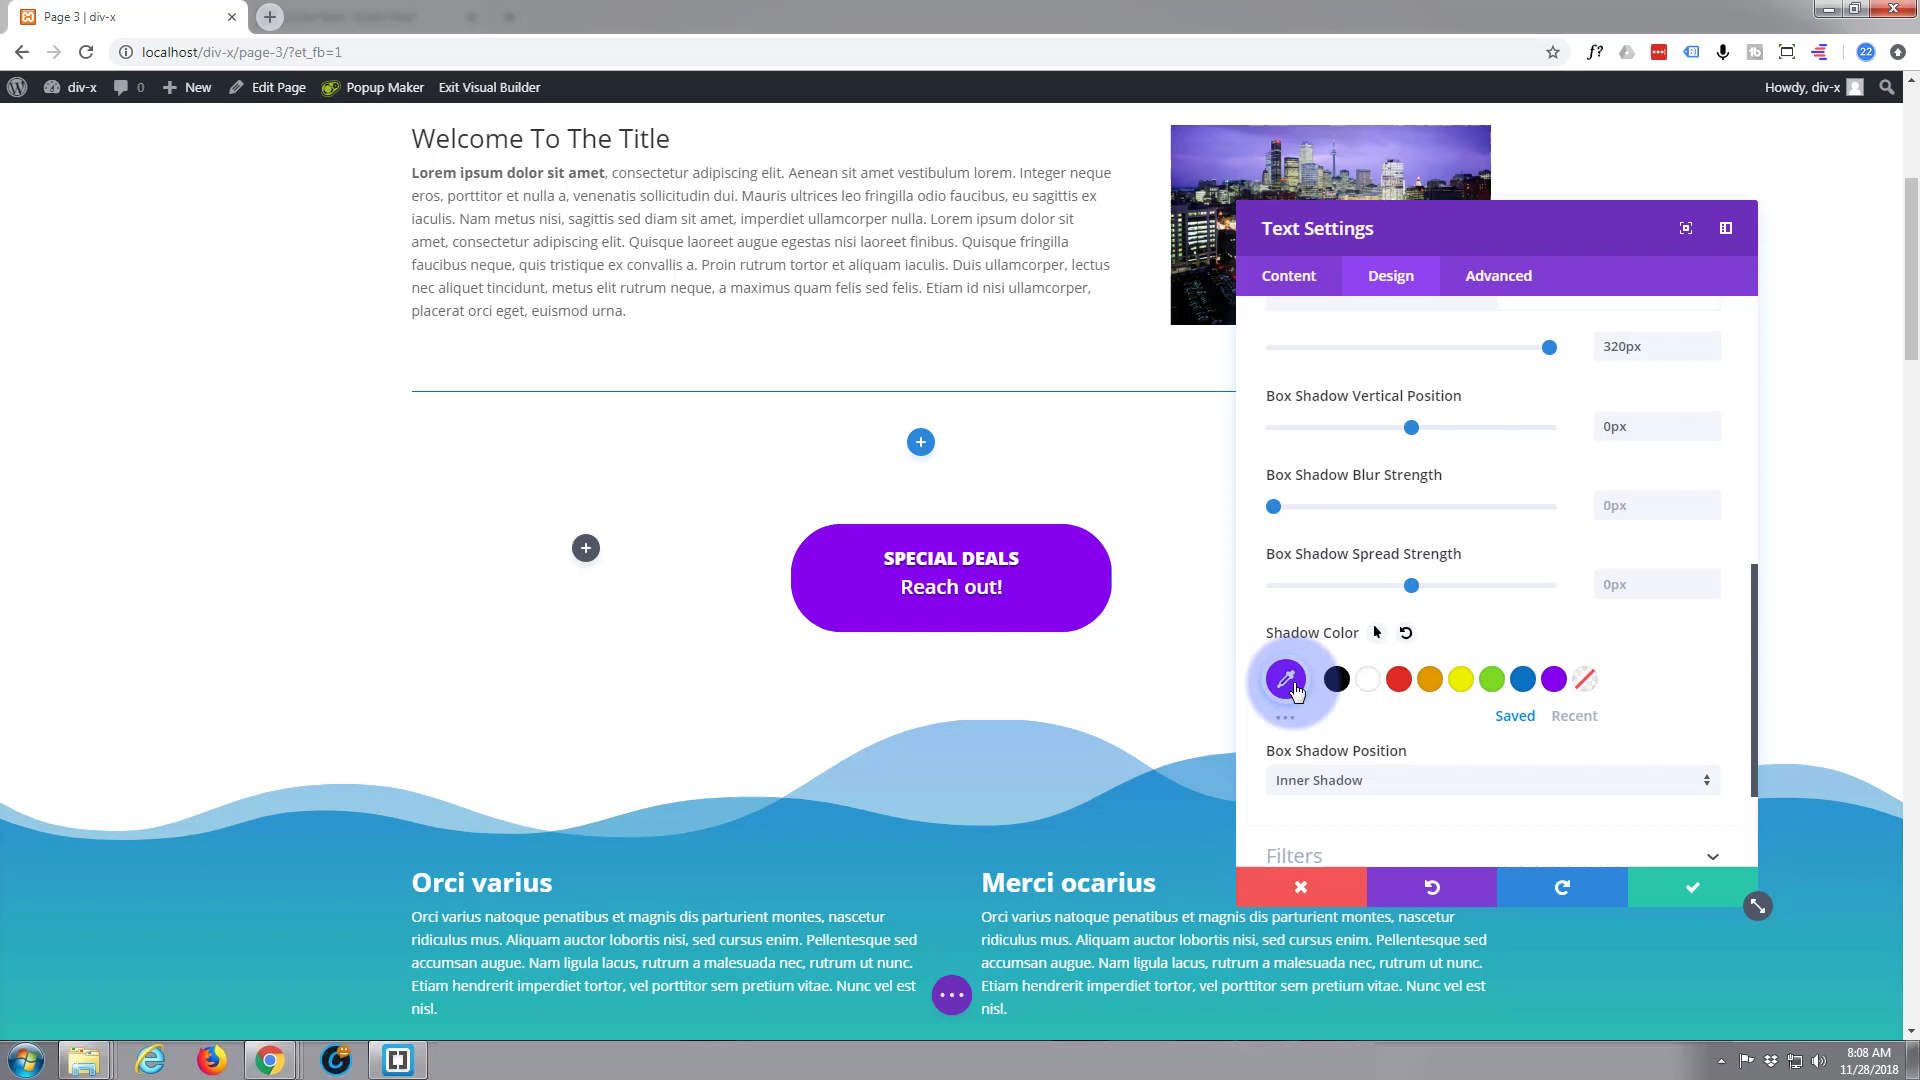 Page 3 | div-x
localhost/div-x/page-3/?et_fb=1
f?
22
div-x
0
New
Edit Page
Popup Maker
Exit Visual Builder
Howdy, div-x
Welcome To The Title
Lorem ipsum dolor sit amet, consectetur adipiscing elit. Aenean sit amet vestibulum lorem. Integer neque
eros, porttitor et nulla a, venenatis sollicitudin dui. Mauris ultrices leo fringilla odio faucibus, eu sagittis ex
iaculis. Nam metus nisi, sagittis sed diam sit amet, imperdiet ullamcorper nulla. Lorem ipsum dolor sit
amet, consectetur adipiscing elit. Quisque laoreet augue egestas nisi laoreet finibus. Quisque fringilla
faucibus neque, quis tristique ex convallis a. Proin rutrum tortor et aliquam iaculis. Duis ullamcorper, lectus
nec aliquet tincidunt, metus elit rutrum neque, a maximus quam felis sed felis. Etiam id nisi ullamcorper,
placerat orci eget, euismod urna.
SPECIAL DEALS
Reach out!
Text Settings
Content
Design
Advanced
320px
Box Shadow Vertical Position
0px
Box Shadow Blur Strength
0px
Box Shadow Spread Strength
0px
Shadow Color
Saved
Recent
Box Shadow Position
Inner Shadow
Filters
Orci varius
Orci varius natoque penatibus et magnis dis parturient montes, nascetur
ridiculus mus. Aliquam auctor lobortis nisi, sed cursus enim. Pellentesque sed
accumsan augue. Nam ligula lacus, rutrum a malesuada nec, rutrum ut nunc.
Etiam hendrerit imperdiet tortor, vel porttitor sem pretium vitae. Nunc vel est
nisl.
Merci ocarius
Orci varius natoque penatibus et magnis dis parturient montes, nascetur
ridiculus mus. Aliquam auctor lobortis nisi, sed cursus enim. Pellentesque sed
accumsan augue. Nam ligula lacus, rutrum a malesuada nec, rutrum ut nunc.
Etiam hendrerit imperdiet tortor, vel porttitor sem pretium vitae. Nunc vel est
nisl.
8:08 AM
11/28/2018